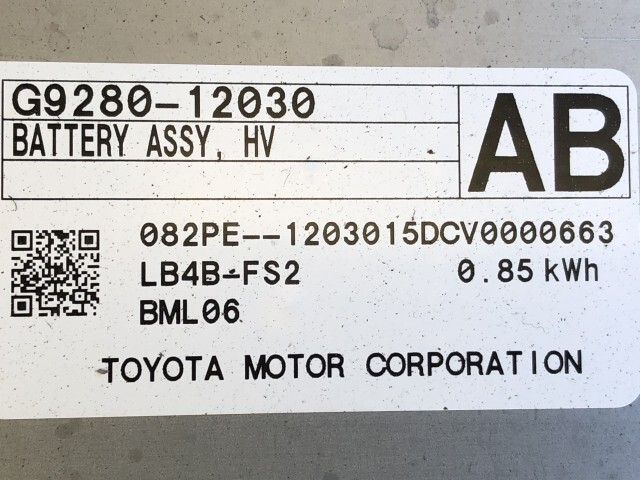 G9280-12030
BATTERY ASSY, HV
AB
082PE--1203015DCV0000663
LB4B-FS2 0.85 kWh
BML06
TOYOTA MOTOR CORPORATION